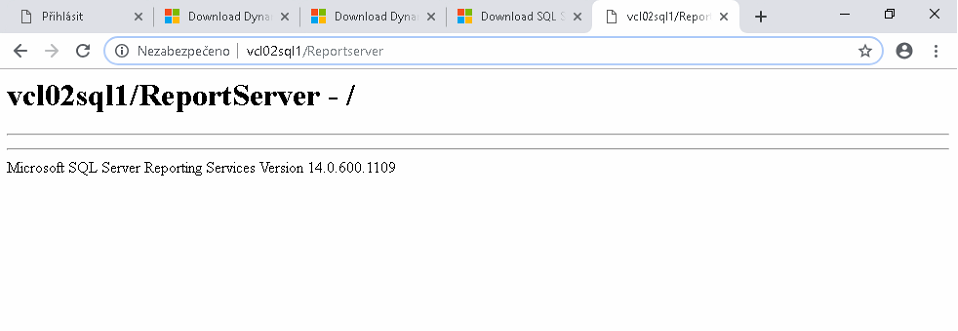 Přihlásit
Download Dyna
Download Dyna
Download SQL S
vcl02sql1/Report
Nezabezpečeno
vcl02sql1/Reportserver
vcl02sql1/ReportServer - /
Microsoft SQL Server Reporting Services Version 14.0.600.1109